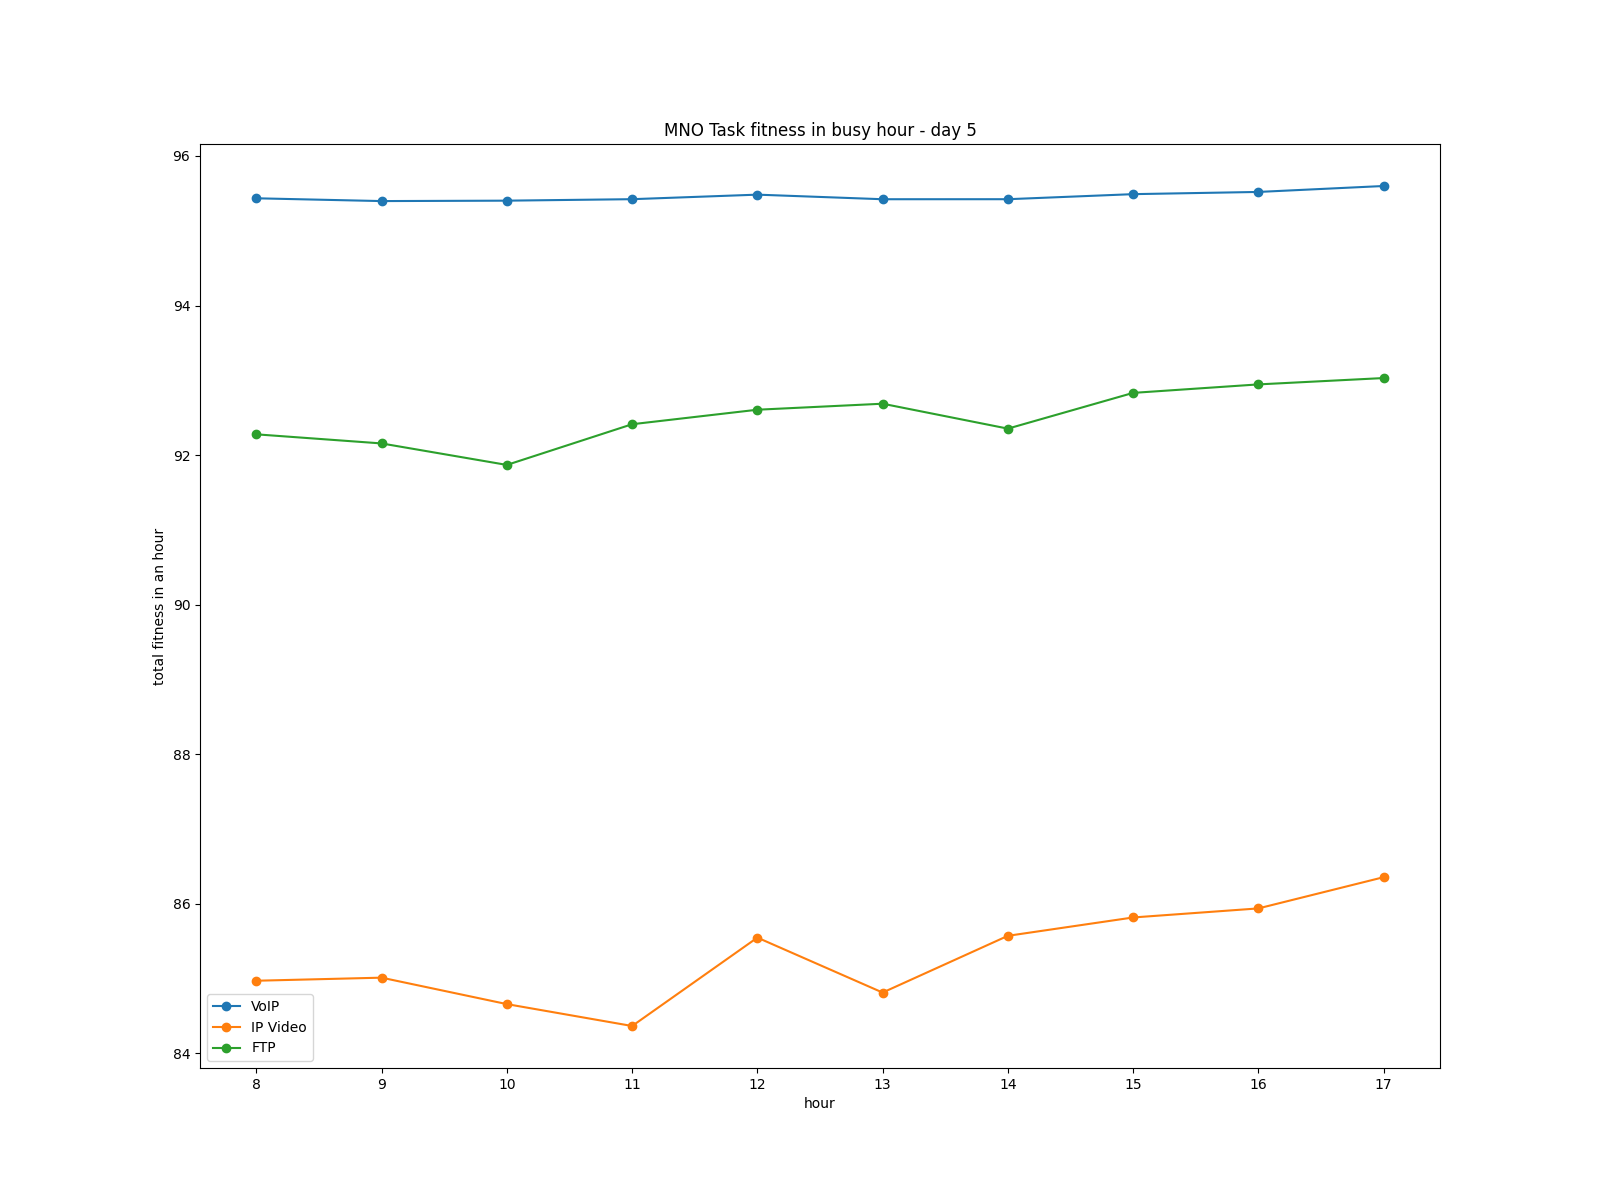 MNO Task fitness in busy hour - day 5
96
94
92
90
88
86
84
total fitness in an hour
VoIP
IP Video
FTP
8 9 10 11 12 13 14 15 16 17
hour